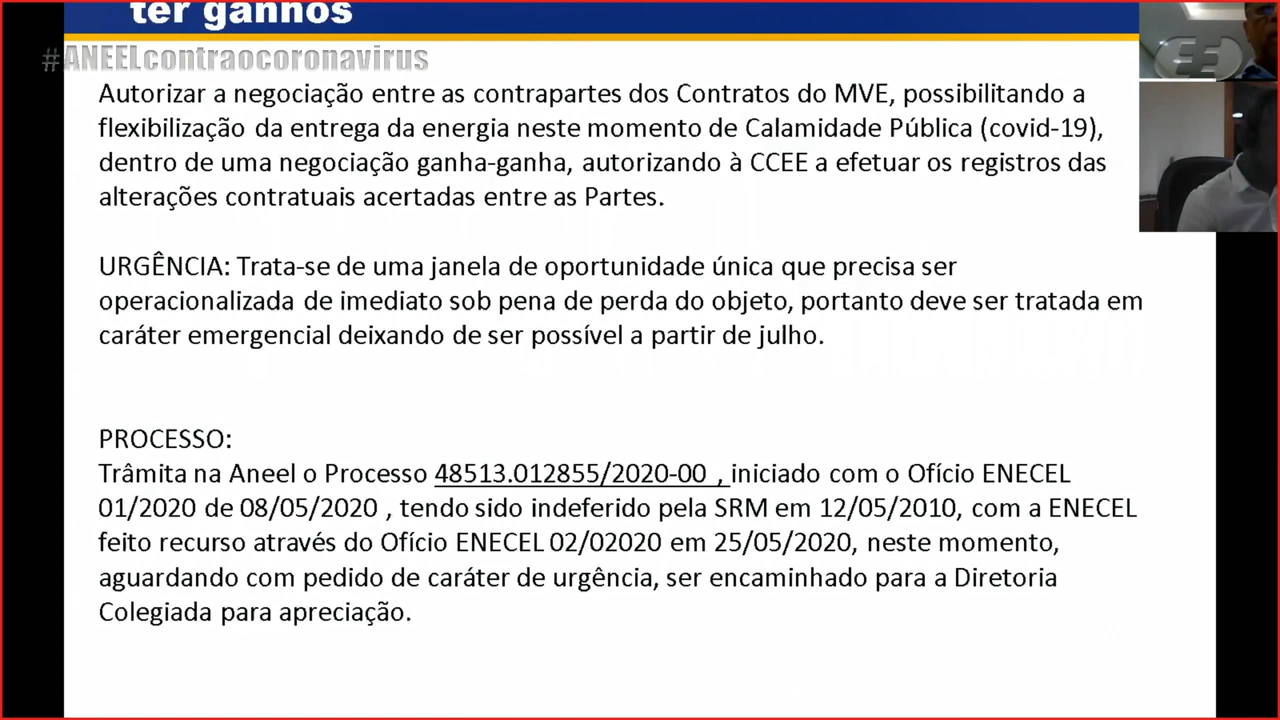 ter ganhos
#ANEELcontraocoronavirus
Autorizar a negociação entre as contrapartes dos Contratos do MVE, possibilitando a
flexibilização da entrega da energia neste momento de Calamidade Pública (covid-19),
dentro de uma negociação ganha-ganha, autorizando à CCEE a efetuar os registros das
alterações contratuais acertadas entre as Partes.
URGÊNCIA: Trata-se de uma janela de oportunidade única que precisa ser
operacionalizada de imediato sob pena de perda do objeto, portanto deve ser tratada em
caráter emergencial deixando de ser possível a partir de julho.
PROCESSO:
Trâmita na Aneel o Processo 48513.012855/2020-00 , iniciado com o Ofício ENECEL
01/2020 de 08/05/2020 , tendo sido indeferido pela SRM em 12/05/2010, com a ENECEL
feito recurso através do Ofício ENECEL 02/02020 em 25/05/2020, neste momento,
aguardando com pedido de caráter de urgência, ser encaminhado para a Diretoria
Colegiada para apreciação.